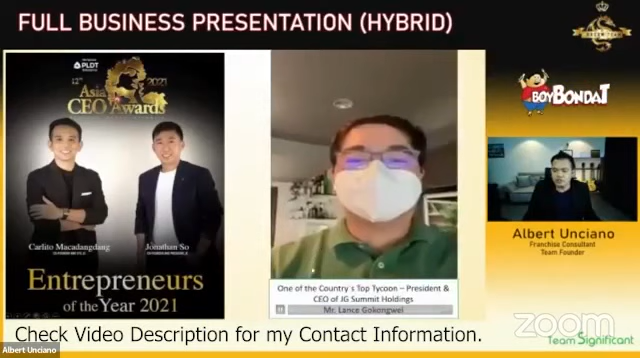 FULL BUSINESS PRESENTATION (HYBRID)
PLDT
12th
2021
Asia
CEO Awards
Carlito Macadangdang
Jonathan So
Entrepreneurs
of the Year 2021
One of the Country's Top Tycoon – President &
CEO of JG Summit Holdings
Mr. Lance Gokongwei
BOYBONDAT
Albert Unciano
Franchise Consultant
Team Founder
Check Video Description for my Contact Information.
Albert Unciano
zoom
Team Significant